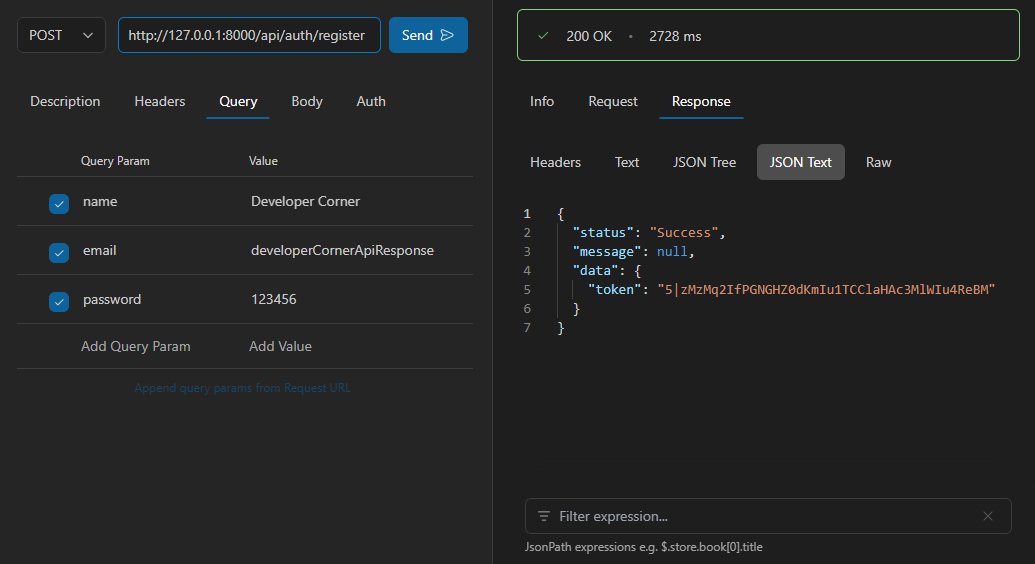 POST
http://127.0.0.1:8000/api/auth/register
Send
Description Headers Query Body Auth
Query Param Value
name Developer Corner
email developerCornerApiResponse
password 123456
Add Query Param Add Value
Append query params from Request URL
200 OK • 2728 ms
Info Request Response
Headers Text JSON Tree JSON Text Raw
1 {
2 "status": "Success",
3 "message": null,
4 "data": {
5 "token": "5|zMzMq2IfPGNGHZ0dKmIu1TCClaHAc3MlWIu4ReBM"
6 }
7 }
Filter expression...
JsonPath expressions e.g. $.store.book[0].title